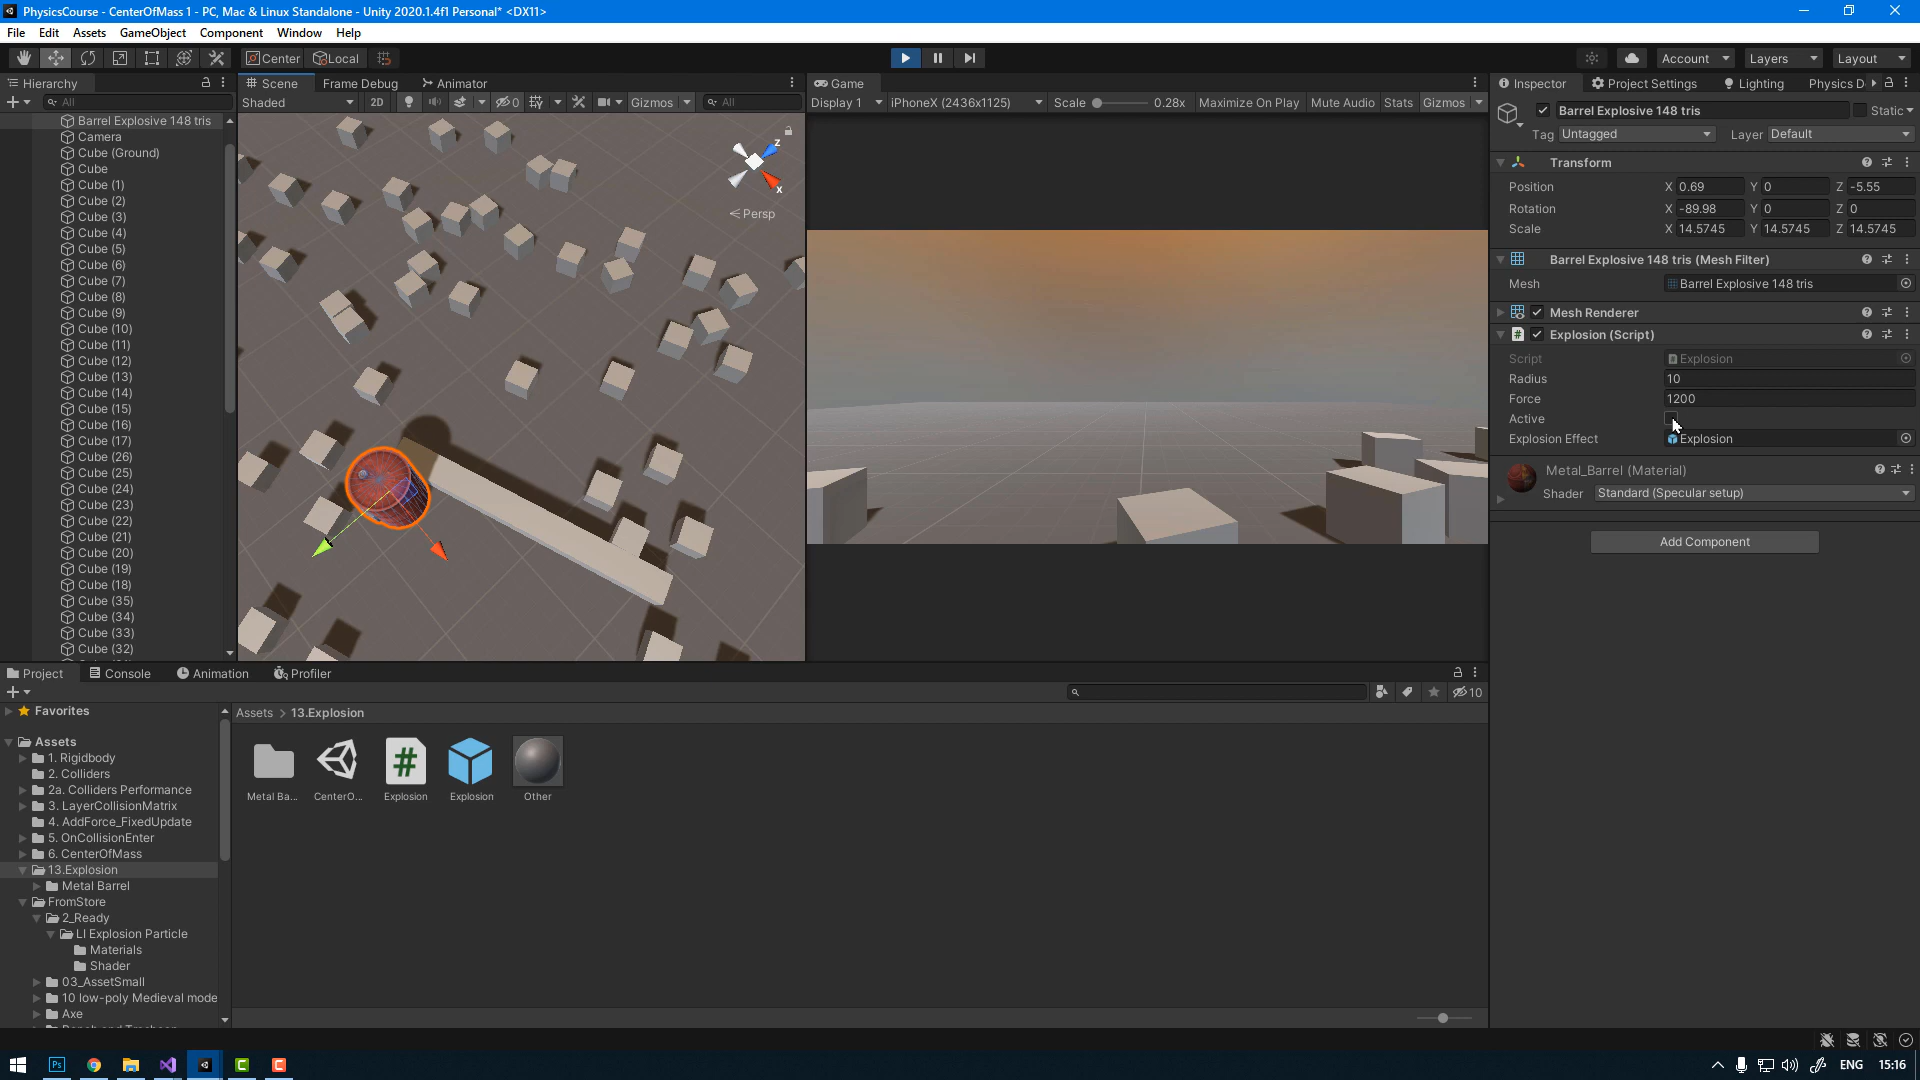 PhysicsCourse - CenterOfMass 1 - PC, Mac & Linux Standalone - Unity 2020.1.4f1 Personal* <DX11>
File Edit Assets GameObject Component Window Help
Center Local Account Layers Layout
Hierarchy
All
Barrel Explosive 148 tris
Camera
Cube (Ground)
Cube
Cube (1)
Cube (2)
Cube (3)
Cube (4)
Cube (5)
Cube (6)
Cube (7)
Cube (8)
Cube (9)
Cube (10)
Cube (11)
Cube (12)
Cube (13)
Cube (14)
Cube (15)
Cube (16)
Cube (17)
Cube (26)
Cube (25)
Cube (24)
Cube (23)
Cube (22)
Cube (21)
Cube (20)
Cube (19)
Cube (18)
Cube (35)
Cube (34)
Cube (33)
Cube (32)
Scene Frame Debug Animator
Shaded 2D 0 Gizmos All
z
x
Persp
Game
Display 1 iPhoneX (2436x1125) Scale 0.28x Maximize On Play Mute Audio Stats Gizmos
Inspector Project Settings Lighting Physics D
Barrel Explosive 148 tris Static
Tag Untagged Layer Default
Transform
Position X 0.69 Y 0 Z -5.55
Rotation X -89.98 Y 0 Z 0
Scale X 14.5745 Y 14.5745 Z 14.5745
Barrel Explosive 148 tris (Mesh Filter)
Mesh Barrel Explosive 148 tris
Mesh Renderer
Explosion (Script)
Script Explosion
Radius 10
Force 1200
Active
Explosion Effect Explosion
Metal_Barrel (Material)
Shader Standard (Specular setup)
Add Component
Project Console Animation Profiler
10
Favorites
Assets
1. Rigidbody
2. Colliders
2a. Colliders Performance
3. LayerCollisionMatrix
4. AddForce_FixedUpdate
5. OnCollisionEnter
6. CenterOfMass
13.Explosion
Metal Barrel
FromStore
2_Ready
LI Explosion Particle
Materials
Shader
03_AssetSmall
10 low-poly Medieval mode
Axe
Assets > 13.Explosion
Metal Ba... CenterO... Explosion Explosion Other
Ps
ENG 15:16